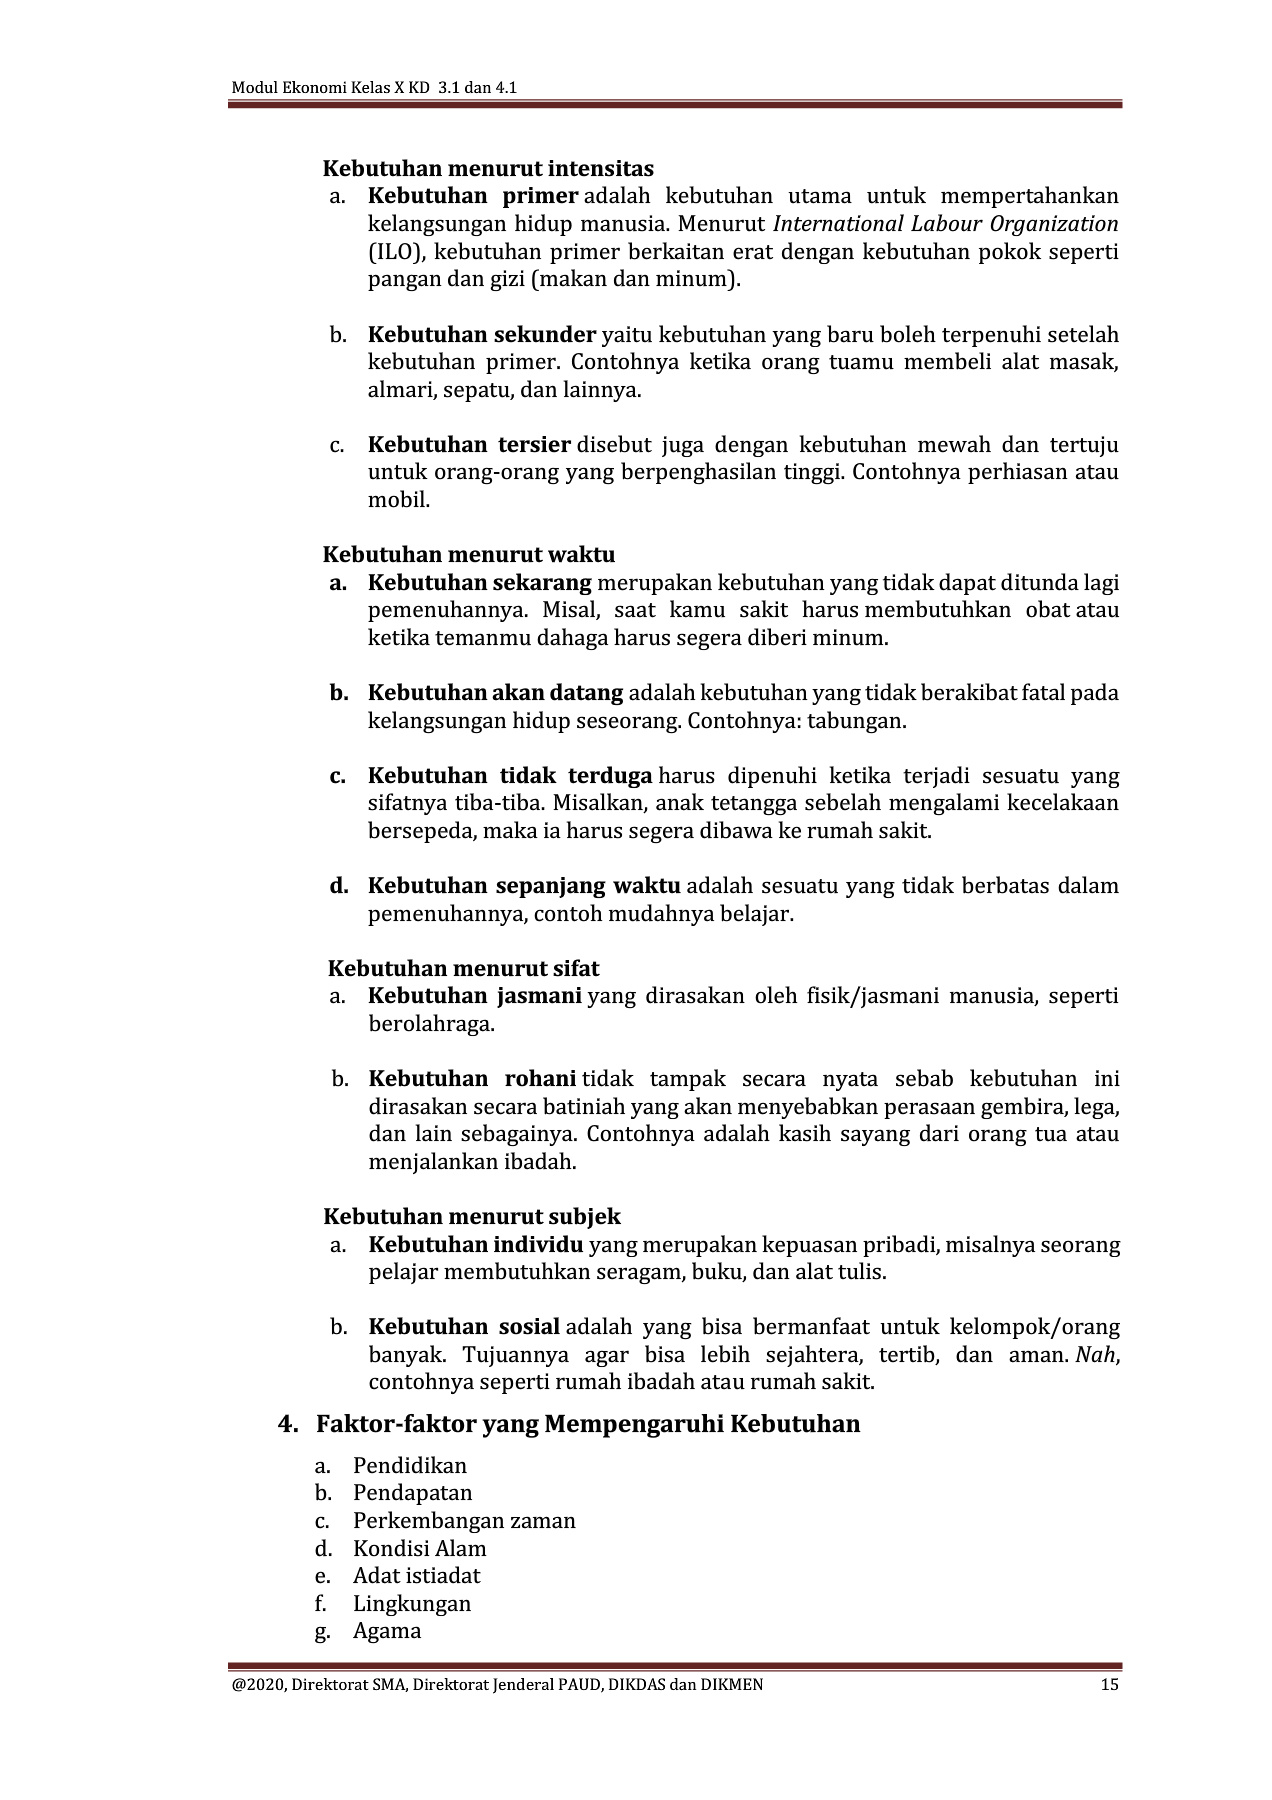 Modul Ekonomi Kelas X KD 3.1 dan 4.1
Kebutuhan menurut intensitas
a. Kebutuhan primer adalah kebutuhan utama untuk mempertahankan
kelangsungan hidup manusia. Menurut International Labour Organization
(ILO), kebutuhan primer berkaitan erat dengan kebutuhan pokok seperti
pangan dan gizi (makan dan minum).
b. Kebutuhan sekunder yaitu kebutuhan yang baru boleh terpenuhi setelah
kebutuhan primer. Contohnya ketika orang tuamu membeli alat masak,
almari, sepatu, dan lainnya.
c. Kebutuhan tersier disebut juga dengan kebutuhan mewah dan tertuju
untuk orang-orang yang berpenghasilan tinggi. Contohnya perhiasan atau
mobil.
Kebutuhan menurut waktu
a. Kebutuhan sekarang merupakan kebutuhan yang tidak dapat ditunda lagi
pemenuhannya. Misal, saat kamu sakit harus membutuhkan obat atau
ketika temanmu dahaga harus segera diberi minum.
b. Kebutuhan akan datang adalah kebutuhan yang tidak berakibat fatal pada
kelangsungan hidup seseorang. Contohnya: tabungan.
c. Kebutuhan tidak terduga harus dipenuhi ketika terjadi sesuatu yang
sifatnya tiba-tiba. Misalkan, anak tetangga sebelah mengalami kecelakaan
bersepeda, maka ia harus segera dibawa ke rumah sakit.
d. Kebutuhan sepanjang waktu adalah sesuatu yang tidak berbatas dalam
pemenuhannya, contoh mudahnya belajar.
Kebutuhan menurut sifat
a. Kebutuhan jasmani yang dirasakan oleh fisik/jasmani manusia, seperti
berolahraga.
b. Kebutuhan rohani tidak tampak secara nyata sebab kebutuhan ini
dirasakan secara batiniah yang akan menyebabkan perasaan gembira, lega,
dan lain sebagainya. Contohnya adalah kasih sayang dari orang tua atau
menjalankan ibadah.
Kebutuhan menurut subjek
a. Kebutuhan individu yang merupakan kepuasan pribadi, misalnya seorang
pelajar membutuhkan seragam, buku, dan alat tulis.
b. Kebutuhan sosial adalah yang bisa bermanfaat untuk kelompok/orang
banyak. Tujuannya agar bisa lebih sejahtera, tertib, dan aman. Nah,
contohnya seperti rumah ibadah atau rumah sakit.
4. Faktor-faktor yang Mempengaruhi Kebutuhan
a. Pendidikan
b. Pendapatan
c. Perkembangan zaman
d. Kondisi Alam
e. Adat istiadat
f. Lingkungan
g. Agama
@2020, Direktorat SMA, Direktorat Jenderal PAUD, DIKDAS dan DIKMEN 15